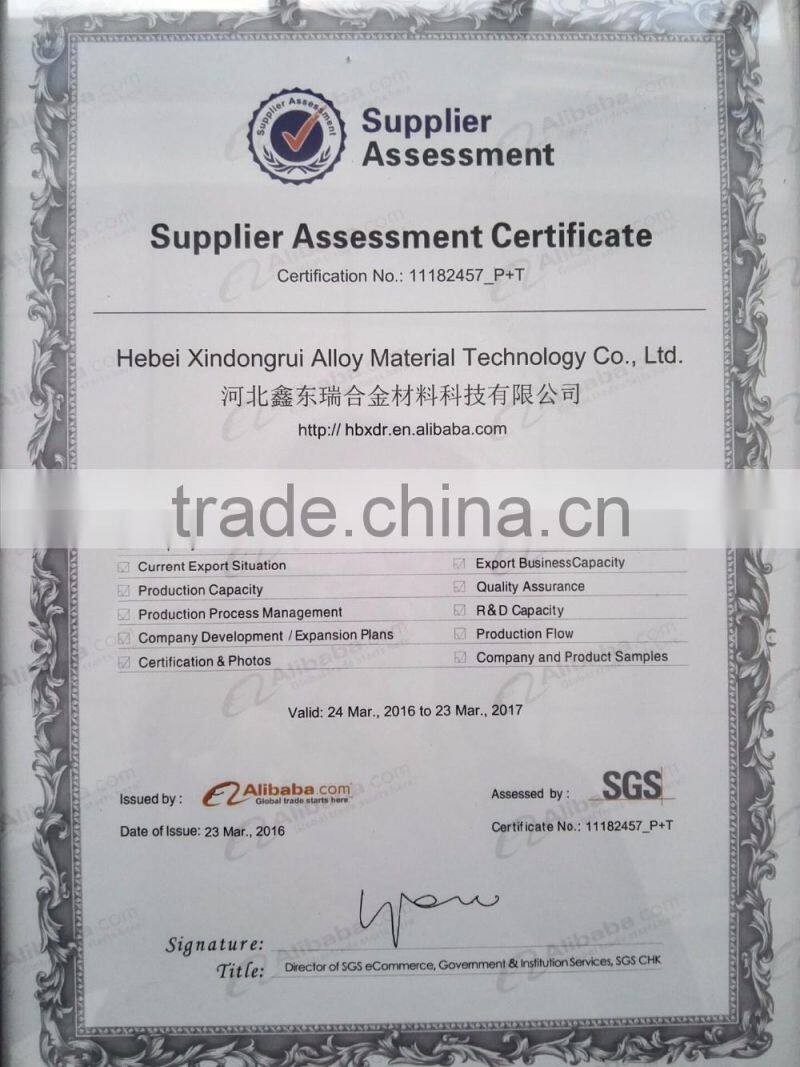 Supplier Assessment
Supplier
Assessment
Supplier Assessment Certificate
Certification No.: 11182457_P+T
Hebei Xindongrui Alloy Material Technology Co., Ltd.
河北鑫东瑞合金材料科技有限公司
http:// hbxdr.en.alibaba.com
trade.china.cn
Current Export Situation
Export BusinessCapacity
Production Capacity
Quality Assurance
Production Process Management
R&D Capacity
Company Development / Expansion Plans
Production Flow
Certification & Photos
Company and Product Samples
Valid: 24 Mar., 2016 to 23 Mar., 2017
Issued by :
Alibaba.com
Global trade starts here
Assessed by :
SGS
Date of Issue: 23 Mar., 2016
Certificate No.: 11182457_P+T
Signature:
Title:
Director of SGS eCommerce, Government & Institution Services, SGS CHK